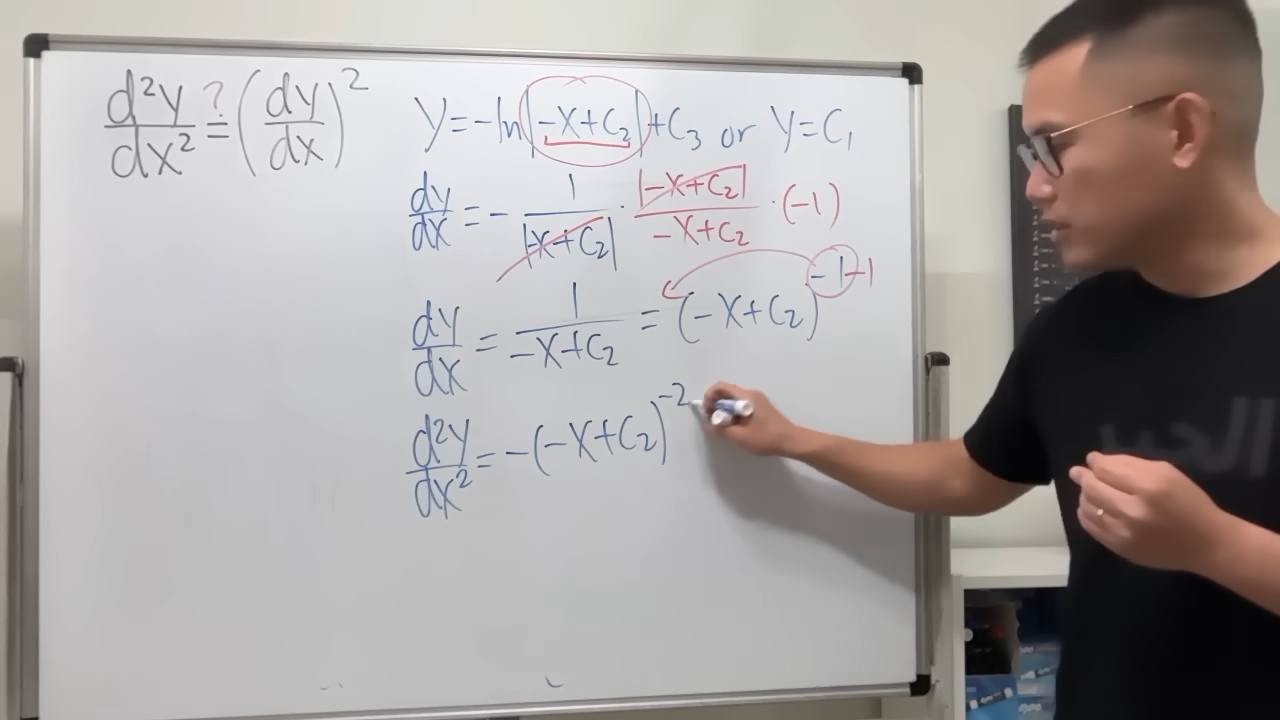 d²y/dx² ?= (dy/dx)²
y = -ln|-x+C₂| + C₃ or y = C₁
dy/dx = - 1/|-x+C₂| · |-x+C₂|/(-x+C₂) · (-1)
dy/dx = 1/(-x+C₂) = (-x+C₂)^(-1-1)
d²y/dx² = -(-x+C₂)^(-2)